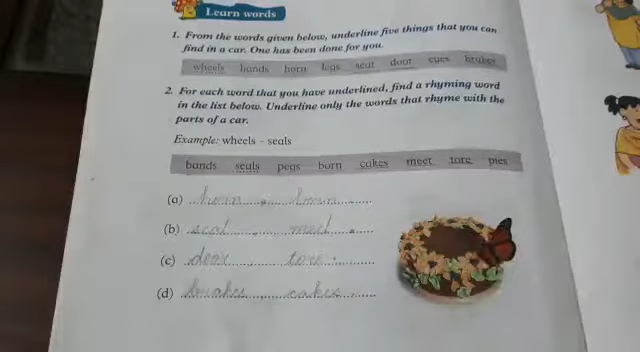 Learn words
1. From the words given below, underline five things that you can
find in a car. One has been done for you.
wheels hands horn legs seat door eyes brakes
2. For each word that you have underlined, find a rhyming word
in the list below. Underline only the words that rhyme with the
parts of a car.
Example: wheels – seals
bands seals pegs born cakes meet tore pies
(a) horn born
(b) seat meet
(c) door tore
(d) brakes cakes